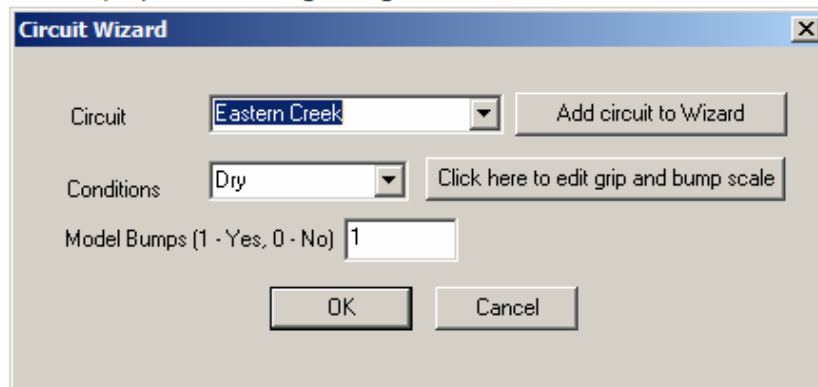 Circuit Wizard
Circuit Eastern Creek Add circuit to Wizard
Conditions Dry Click here to edit grip and bump scale
Model Bumps (1 - Yes, 0 - No) 1
OK Cancel